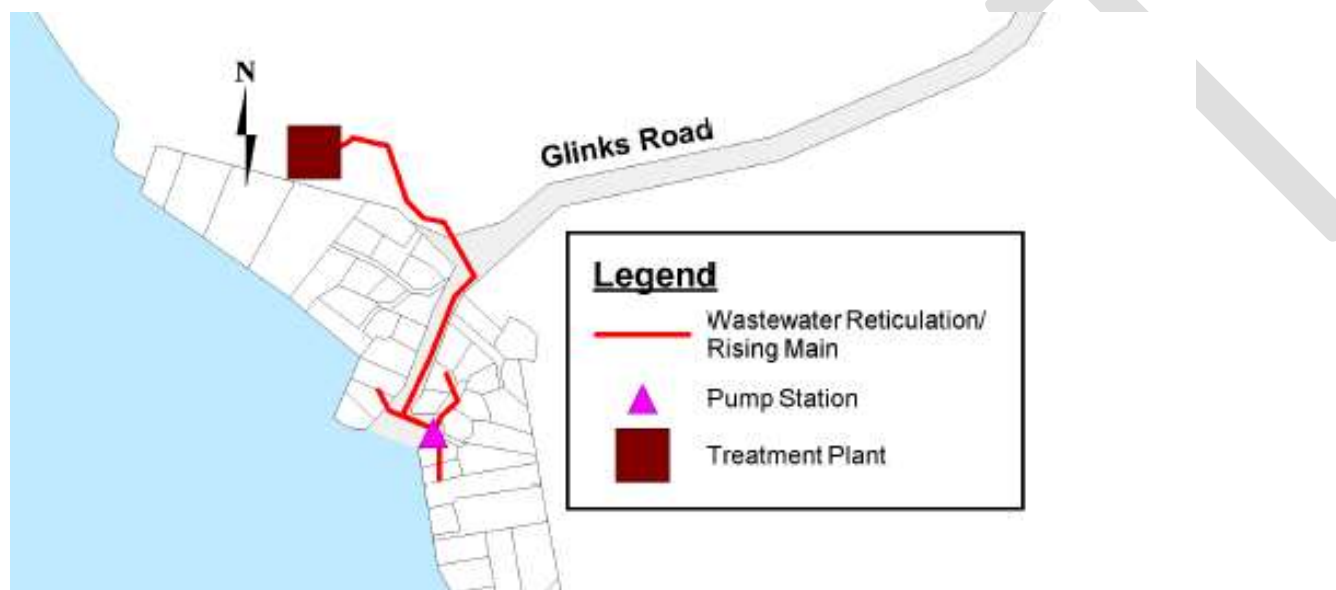 N
Glinks Road
Legend
Wastewater Reticulation/
Rising Main
Pump Station
Treatment Plant